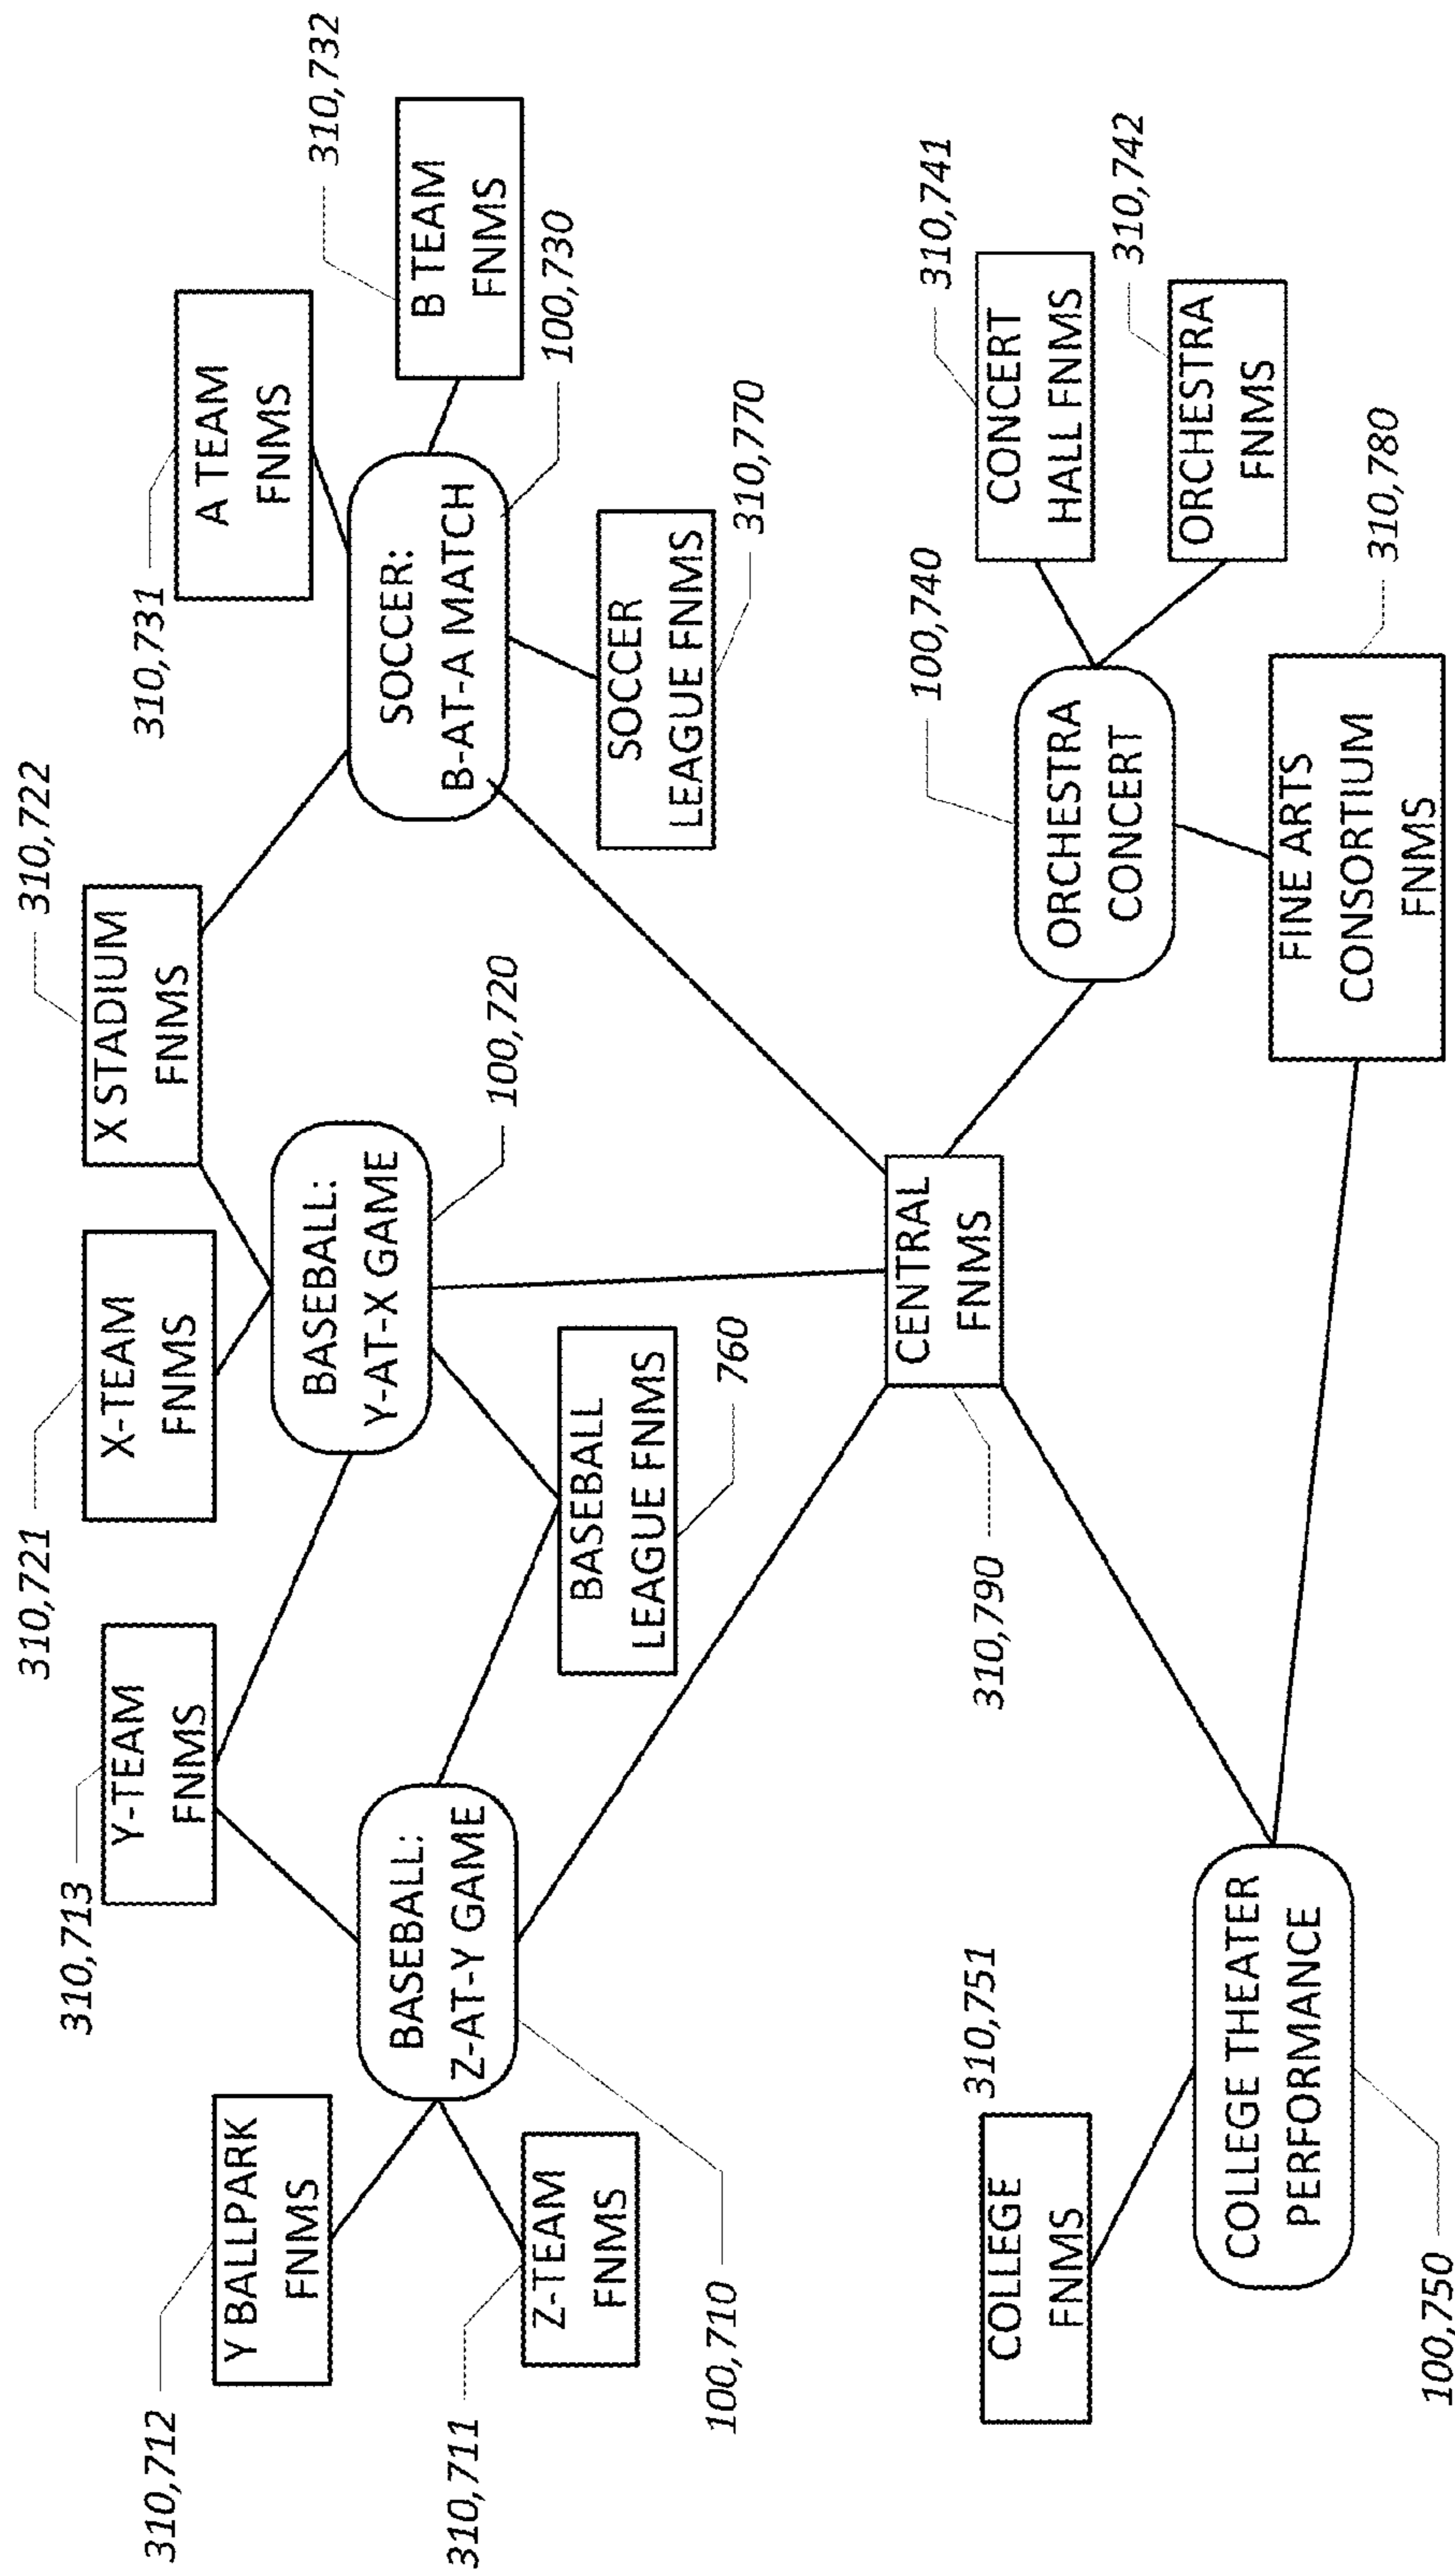 310,722
310,732
310,721
X STADIUM
FNMS
310,731
A TEAM
FNMS
310,713
X-TEAM
FNMS
Y-TEAM
FNMS
310,712
Y BALLPARK
FNMS
BASEBALL:
Y-AT-X GAME
SOCCER:
B-AT-A MATCH
B TEAM
FNMS
BASEBALL:
Z-AT-Y GAME
100,720
100,730
310,711
Z-TEAM
FNMS
BASEBALL
LEAGUE FNMS
SOCCER
LEAGUE FNMS
760
310,770
100,710
CENTRAL
FNMS
100,740
310,741
310,790
310,751
COLLEGE
FNMS
CONCERT
HALL FNMS
ORCHESTRA
CONCERT
310,742
ORCHESTRA
FNMS
COLLEGE THEATER
PERFORMANCE
FINE ARTS
CONSORTIUM
FNMS
310,780
100,750